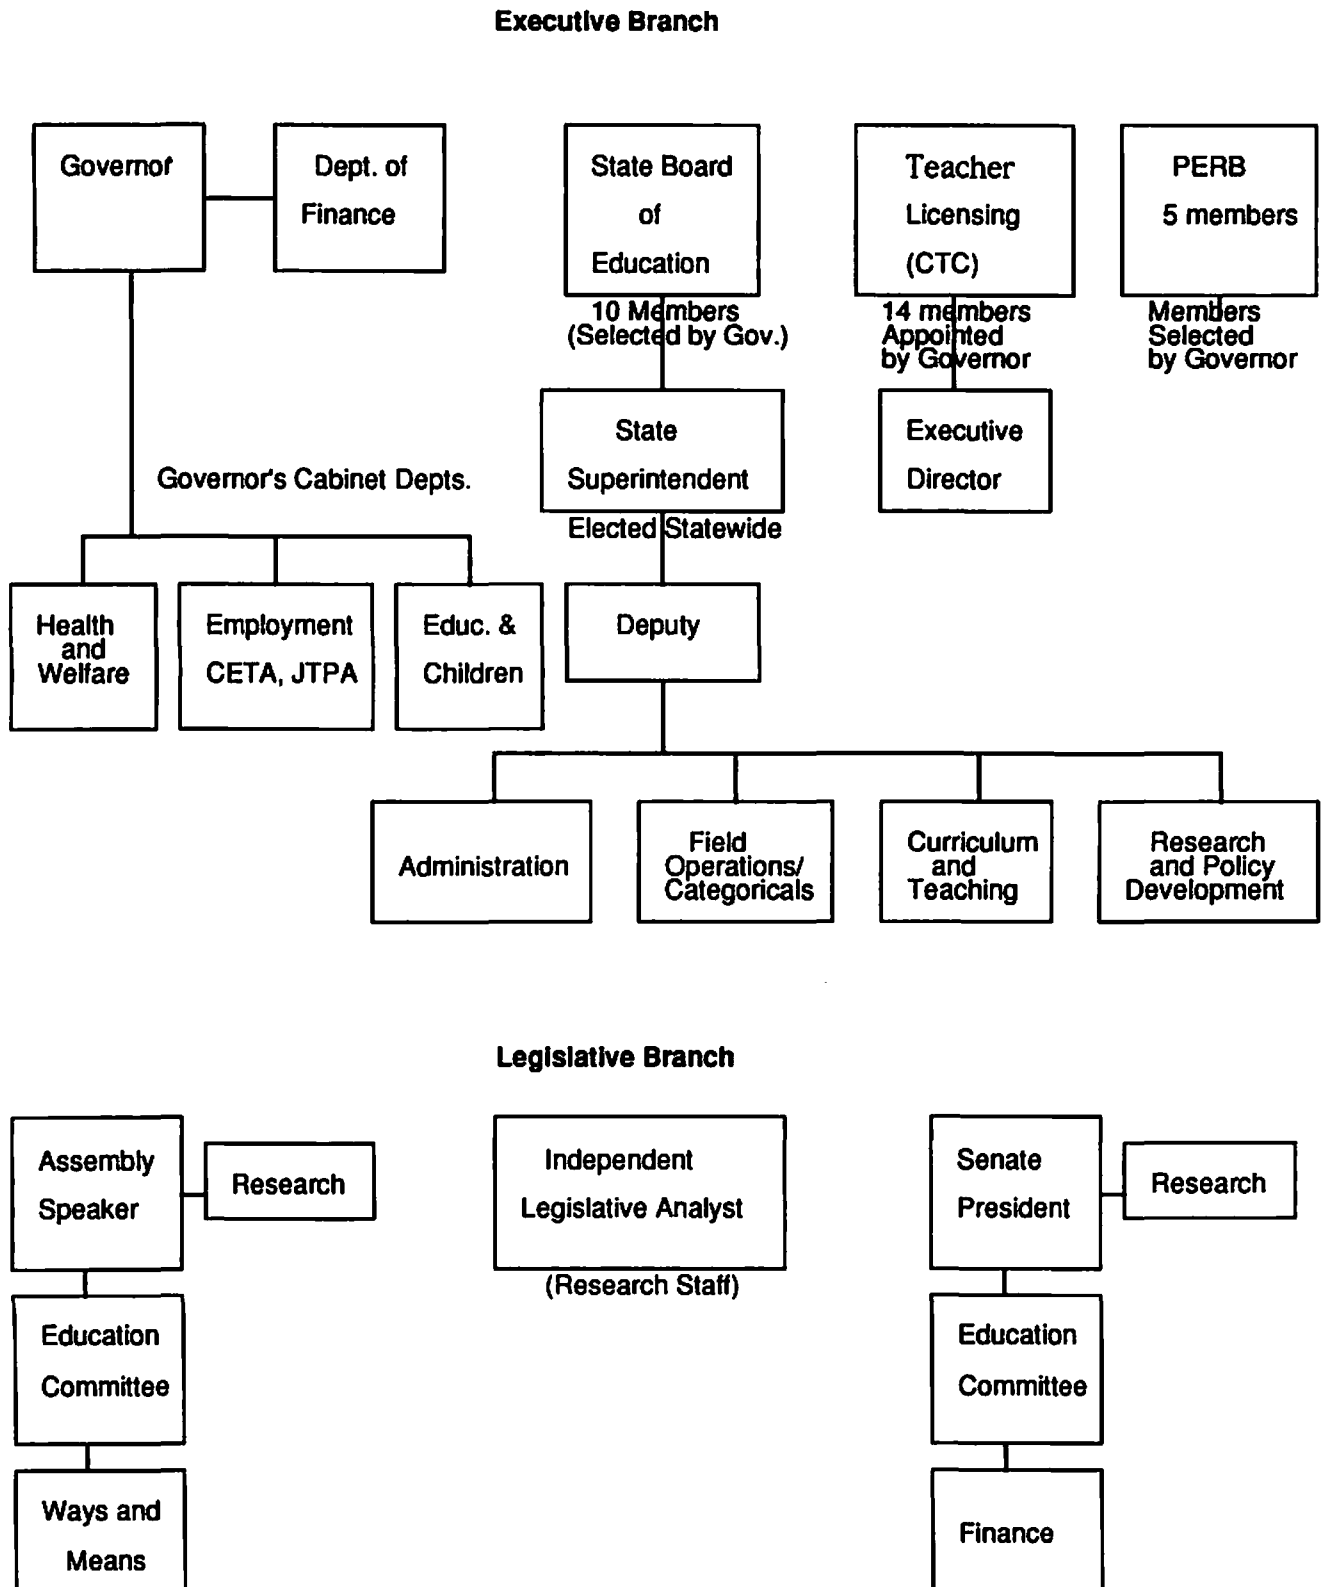 Executive Branch
Governor
Dept. of
Finance
State Board
of
Education
10 Members
(Selected by Gov.)
Teacher
Licensing
(CTC)
14 members
Appointed
by Governor
PERB
5 members
Members
Selected
by Governor
State
Superintendent
Elected Statewide
Executive
Director
Governor's Cabinet Depts.
Health
and
Welfare
Employment
CETA, JTPA
Educ. &
Children
Deputy
Administration
Field
Operations/
Categoricals
Curriculum
and
Teaching
Research
and Policy
Development
Legislative Branch
Assembly
Speaker
Research
Independent
Legislative Analyst
(Research Staff)
Senate
President
Research
Education
Committee
Education
Committee
Ways and
Means
Finance